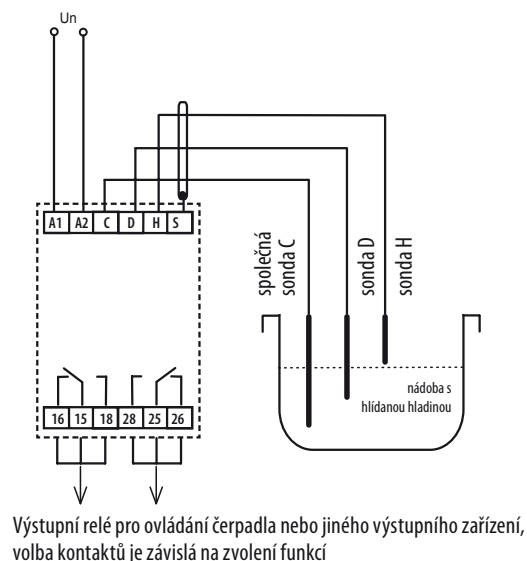 Un
A1 A2 C D H S
společná
sonda C
sonda D
sonda H
nádoba s
hlídanou hladinou
16 15 18 28 25 26
Výstupní relé pro ovládání čerpadla nebo jiného výstupního zařízení,
volba kontaktů je závislá na zvolení funkcí